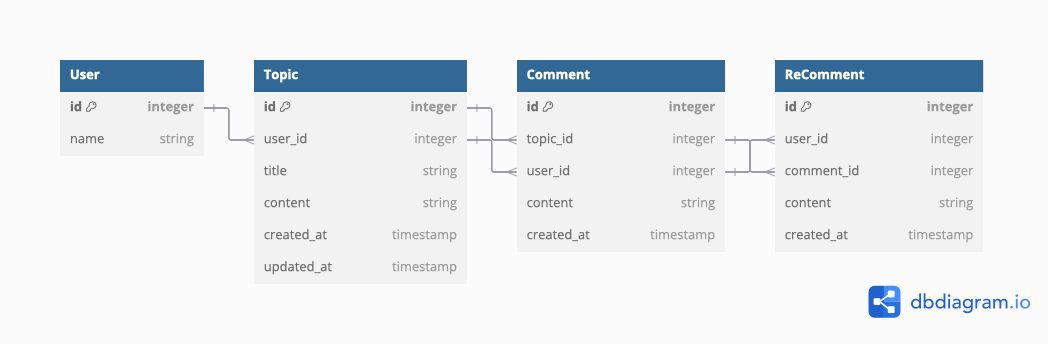 User
id integer
name string
Topic
id integer
user_id integer
title string
content string
created_at timestamp
updated_at timestamp
Comment
id integer
topic_id integer
user_id integer
content string
created_at timestamp
ReComment
id integer
user_id integer
comment_id integer
content string
created_at timestamp
dbdiagram.io